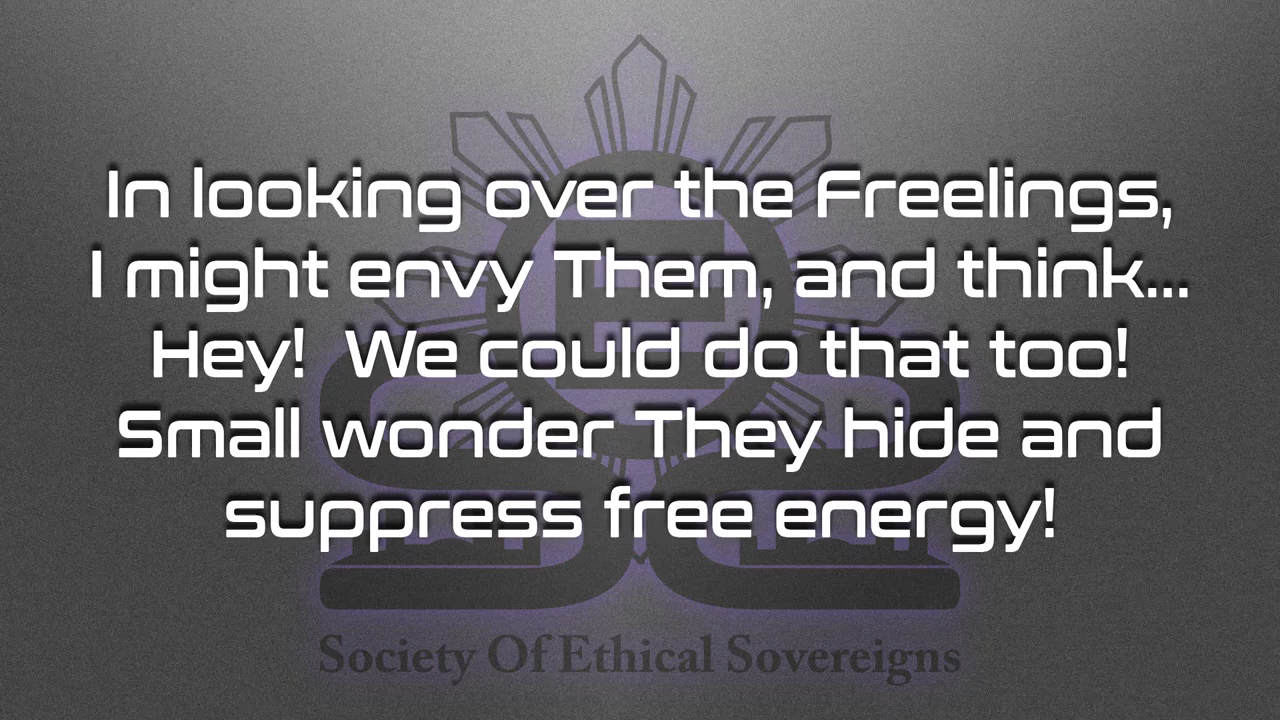 In looking over the Freelings,
I might envy Them, and think...
Hey!  We could do that too!
Small wonder They hide and
suppress free energy!
Society Of Ethical Sovereigns